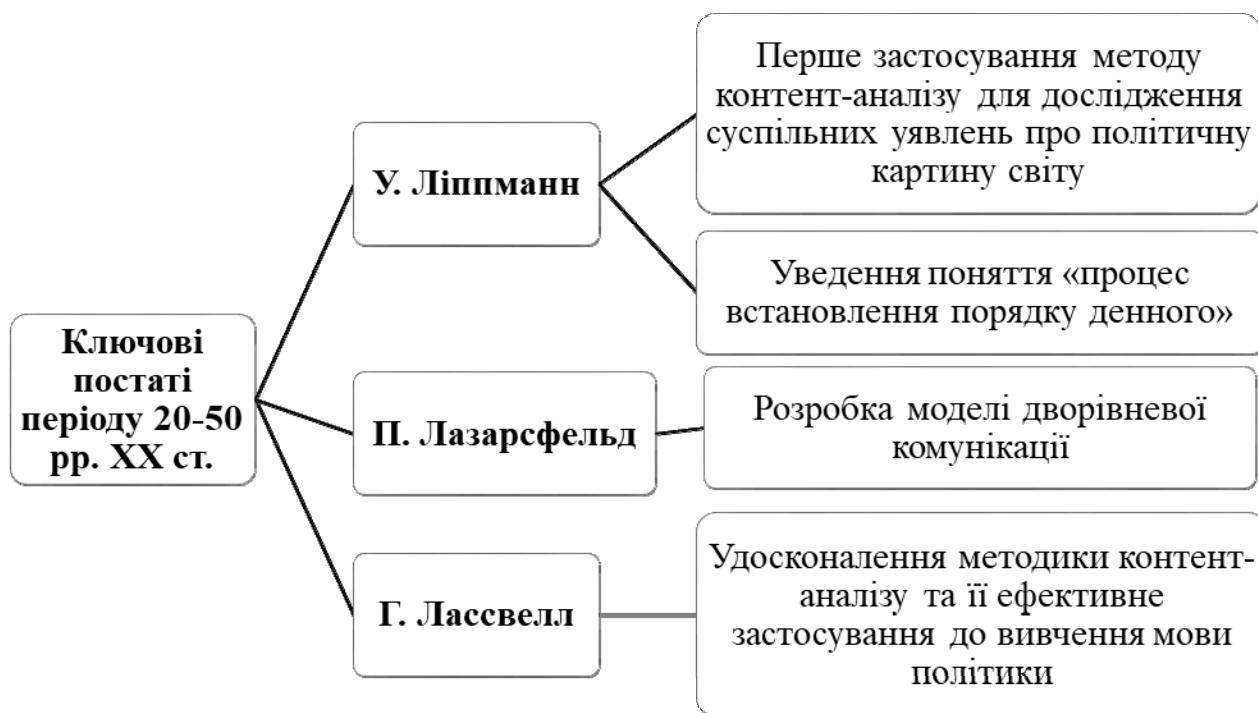 Ключові
постаті
періоду 20-50
рр. XX ст.
У. Ліппманн
Перше застосування методу
контент-аналізу для дослідження
суспільних уявлень про політичну
картину світу
Уведення поняття «процес
встановлення порядку денного»
П. Лазарсфельд
Розробка моделі дворівневої
комунікації
Г. Лассвелл
Удосконалення методики контент-
аналізу та її ефективне
застосування до вивчення мови
політики